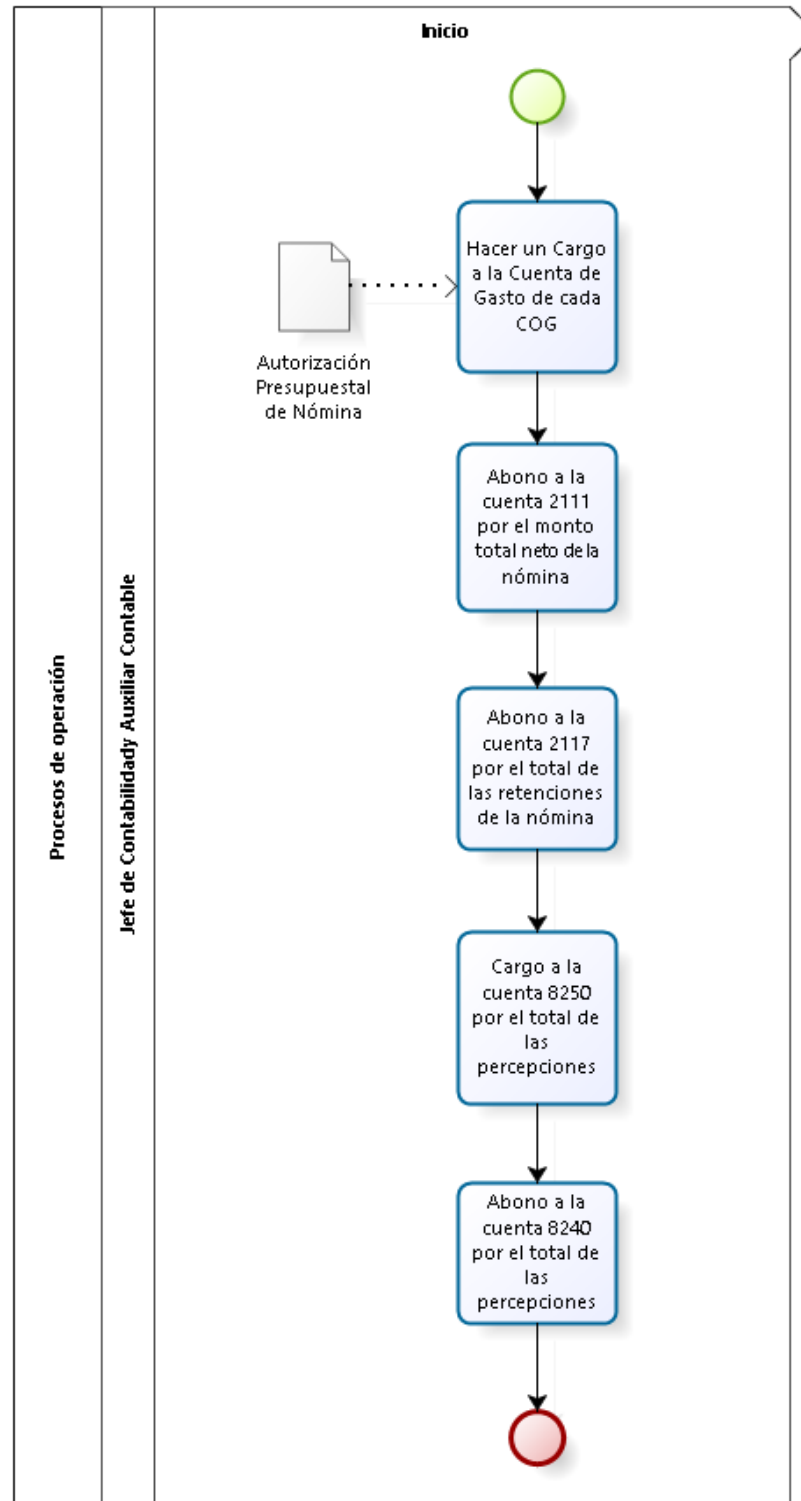 Inicio
Procesos de operación
Jefe de Contabilidady Auxiliar Contable
Hacer un Cargo
a la Cuenta de
Gasto de cada
COG
Autorización
Presupuestal
de Nómina
Abono a la
cuenta 2111
por el monto
total neto dela
nómina
Abono a la
cuenta 2117
por el total de
las retenciones
de la nómina
Cargo a la
cuenta 8250
por el total de
las
percepciones
Abono a la
cuenta 8240
por el total de
las
percepciones